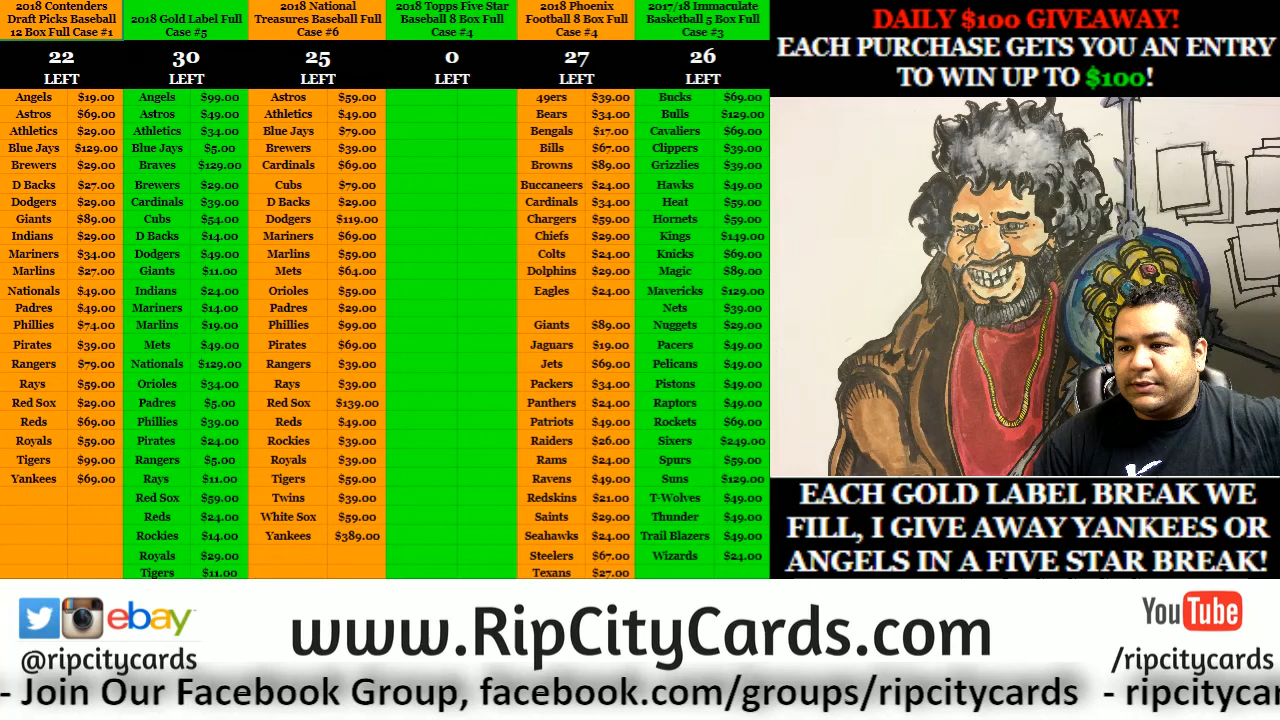 2018 Contenders Draft Picks Baseball 12 Box Full Case #1
22
LEFT
Angels $19.00
Astros $69.00
Athletics $29.00
Blue Jays $129.00
Brewers $29.00
D Backs $27.00
Dodgers $29.00
Giants $89.00
Indians $29.00
Mariners $34.00
Marlins $27.00
Nationals $49.00
Padres $49.00
Phillies $74.00
Pirates $39.00
Rangers $79.00
Rays $59.00
Red Sox $29.00
Reds $69.00
Royals $59.00
Tigers $99.00
Yankees $69.00
2018 Gold Label Full Case #5
30
LEFT
Angels $99.00
Astros $49.00
Athletics $34.00
Blue Jays $5.00
Braves $129.00
Brewers $29.00
Cardinals $39.00
Cubs $54.00
D Backs $14.00
Dodgers $49.00
Giants $11.00
Indians $24.00
Mariners $14.00
Marlins $19.00
Mets $49.00
Nationals $129.00
Orioles $34.00
Padres $5.00
Phillies $39.00
Pirates $24.00
Rangers $5.00
Rays $11.00
Red Sox $59.00
Reds $24.00
Rockies $14.00
Royals $29.00
Tigers $11.00
2018 National Treasures Baseball Full Case #6
25
LEFT
Astros $59.00
Athletics $49.00
Blue Jays $79.00
Brewers $39.00
Cardinals $69.00
Cubs $79.00
D Backs $29.00
Dodgers $119.00
Mariners $69.00
Marlins $59.00
Mets $64.00
Orioles $59.00
Padres $29.00
Phillies $99.00
Pirates $69.00
Rangers $39.00
Rays $39.00
Red Sox $139.00
Reds $49.00
Rockies $39.00
Royals $39.00
Tigers $59.00
Twins $39.00
White Sox $59.00
Yankees $389.00
2018 Topps Five Star Baseball 8 Box Full Case #4
0
LEFT
2018 Phoenix Football 8 Box Full Case #4
27
LEFT
49ers $39.00
Bears $34.00
Bengals $17.00
Bills $67.00
Browns $89.00
Buccaneers $24.00
Cardinals $34.00
Chargers $59.00
Chiefs $29.00
Colts $24.00
Dolphins $29.00
Eagles $24.00
Giants $89.00
Jaguars $19.00
Jets $69.00
Packers $34.00
Panthers $24.00
Patriots $49.00
Raiders $26.00
Rams $24.00
Ravens $49.00
Redskins $21.00
Saints $29.00
Seahawks $24.00
Steelers $67.00
Texans $27.00
2017/18 Immaculate Basketball 5 Box Full Case #3
26
LEFT
Bucks $69.00
Bulls $129.00
Cavaliers $69.00
Clippers $39.00
Grizzlies $39.00
Hawks $49.00
Heat $59.00
Hornets $59.00
Kings $149.00
Knicks $69.00
Magic $89.00
Mavericks $129.00
Nets $39.00
Nuggets $29.00
Pacers $49.00
Pelicans $49.00
Pistons $49.00
Raptors $49.00
Rockets $69.00
Sixers $249.00
Spurs $59.00
Suns $129.00
T-Wolves $49.00
Thunder $49.00
Trail Blazers $49.00
Wizards $24.00
DAILY $100 GIVEAWAY!
EACH PURCHASE GETS YOU AN ENTRY
TO WIN UP TO $100!
EACH GOLD LABEL BREAK WE
FILL, I GIVE AWAY YANKEES OR
ANGELS IN A FIVE STAR BREAK!
ebay
@ripcitycards
www.RipCityCards.com
YouTube
/ripcitycards
- Join Our Facebook Group, facebook.com/groups/ripcitycards - ripcitycar